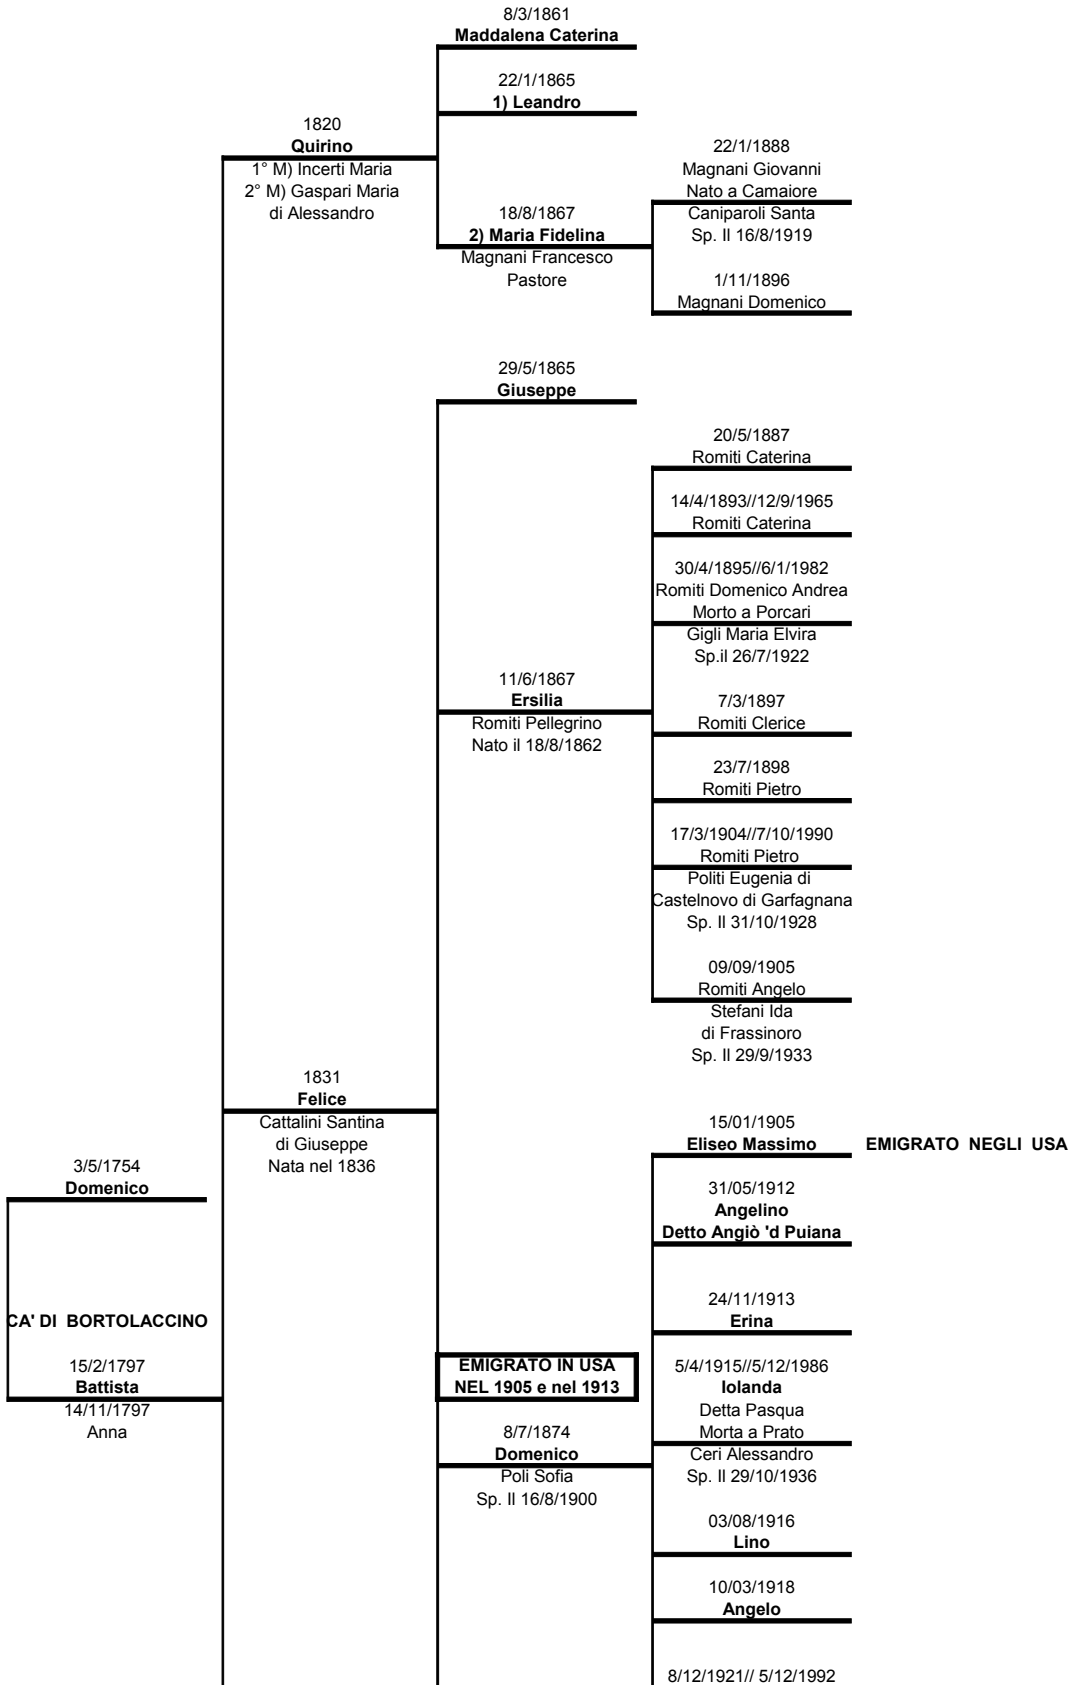 8/3/1861
Maddalena Caterina
22/1/1865
1) Leandro
1820
Quirino
1° M) Incerti Maria
2° M) Gaspari Maria
di Alessandro
22/1/1888
Magnani Giovanni
Nato a Camaiore
Caniparoli Santa
Sp. Il 16/8/1919
18/8/1867
2) Maria Fidelina
Magnani Francesco
Pastore
1/11/1896
Magnani Domenico
29/5/1865
Giuseppe
20/5/1887
Romiti Caterina
14/4/1893//12/9/1965
Romiti Caterina
30/4/1895//6/1/1982
Romiti Domenico Andrea
Morto a Porcari
Gigli Maria Elvira
Sp.il 26/7/1922
11/6/1867
Ersilia
Romiti Pellegrino
Nato il 18/8/1862
7/3/1897
Romiti Clerice
23/7/1898
Romiti Pietro
17/3/1904//7/10/1990
Romiti Pietro
Politi Eugenia di
Castelnovo di Garfagnana
Sp. Il 31/10/1928
09/09/1905
Romiti Angelo
Stefani Ida
di Frassinoro
Sp. Il 29/9/1933
1831
Felice
Cattalini Santina
di Giuseppe
Nata nel 1836
15/01/1905
Eliseo Massimo EMIGRATO NEGLI USA
3/5/1754
Domenico
31/05/1912
Angelino
Detto Angiò 'd Puiana
24/11/1913
Erina
CA' DI BORTOLACCINO
15/2/1797
Battista
14/11/1797
Anna
EMIGRATO IN USA
NEL 1905 e nel 1913
5/4/1915//5/12/1986
Iolanda
Detta Pasqua
Morta a Prato
Ceri Alessandro
Sp. Il 29/10/1936
8/7/1874
Domenico
Poli Sofia
Sp. Il 16/8/1900
03/08/1916
Lino
10/03/1918
Angelo
8/12/1921// 5/12/1992